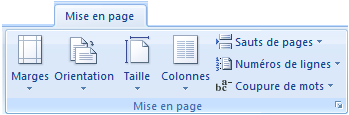 Mise en page
Marges Orientation Taille Colonnes
Sauts de pages
Numéros de lignes
Coupure de mots
Mise en page